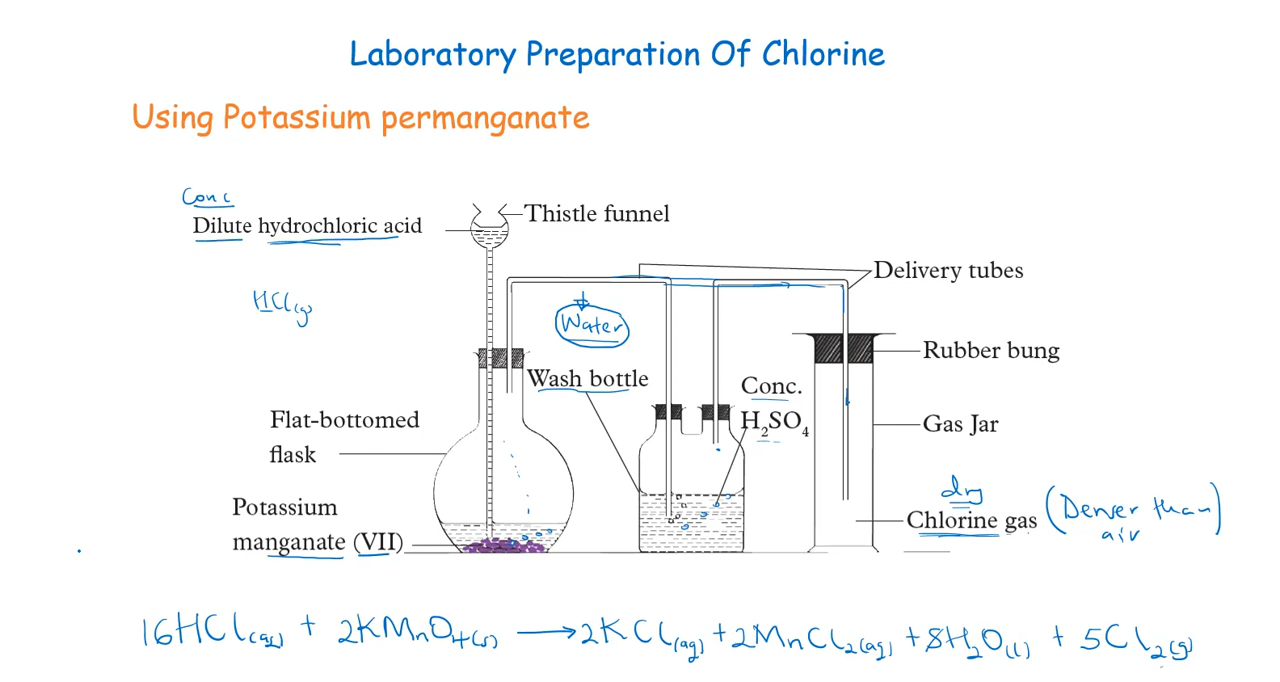 Laboratory Preparation Of Chlorine
Using Potassium permanganate
Conc
Dilute hydrochloric acid
Thistle funnel
Delivery tubes
HCl(g)
Water
Rubber bung
Wash bottle
Conc.
H₂SO₄
Flat-bottomed
flask
Gas Jar
Potassium
manganate (VII)
dry
Chlorine gas (Denser than
air)
16HCl(aq) + 2KMnO4(s) → 2KCl(aq) + 2MnCl2(aq) + 8H2O(l) + 5Cl2(g)